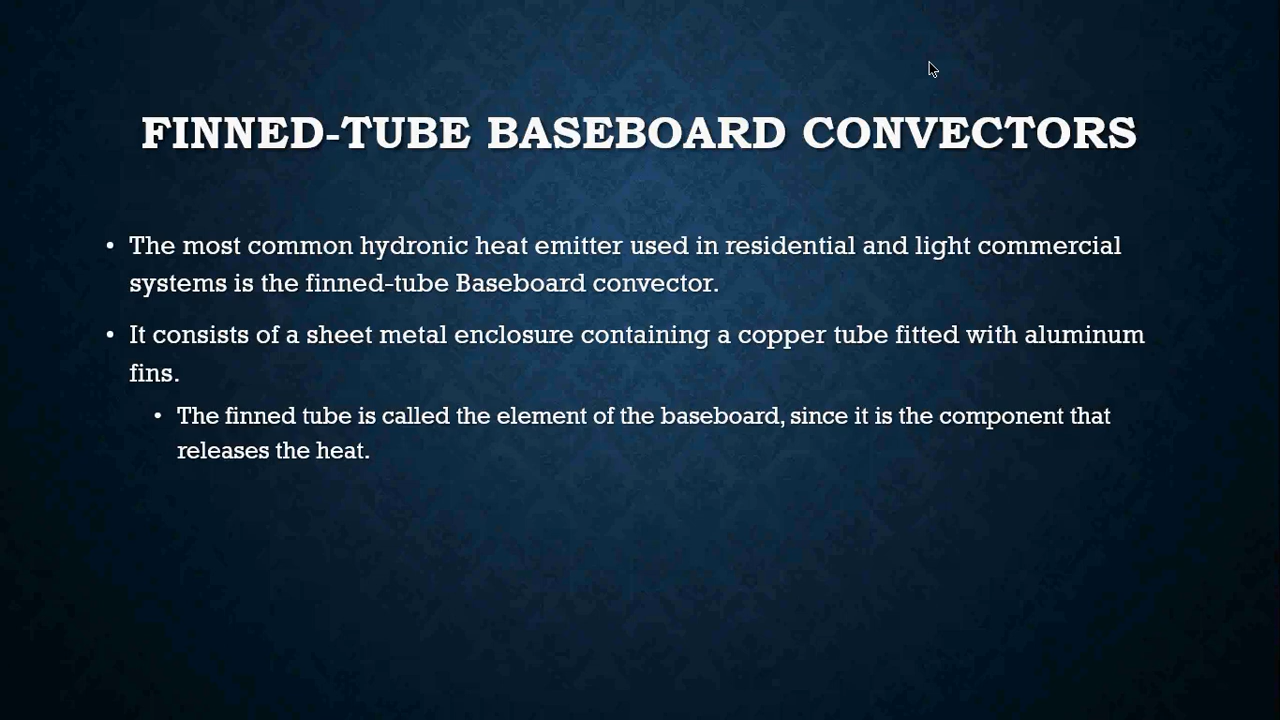 FINNED-TUBE BASEBOARD CONVECTORS
• The most common hydronic heat emitter used in residential and light commercial
systems is the finned-tube Baseboard convector.
• It consists of a sheet metal enclosure containing a copper tube fitted with aluminum
fins.
• The finned tube is called the element of the baseboard, since it is the component that
releases the heat.